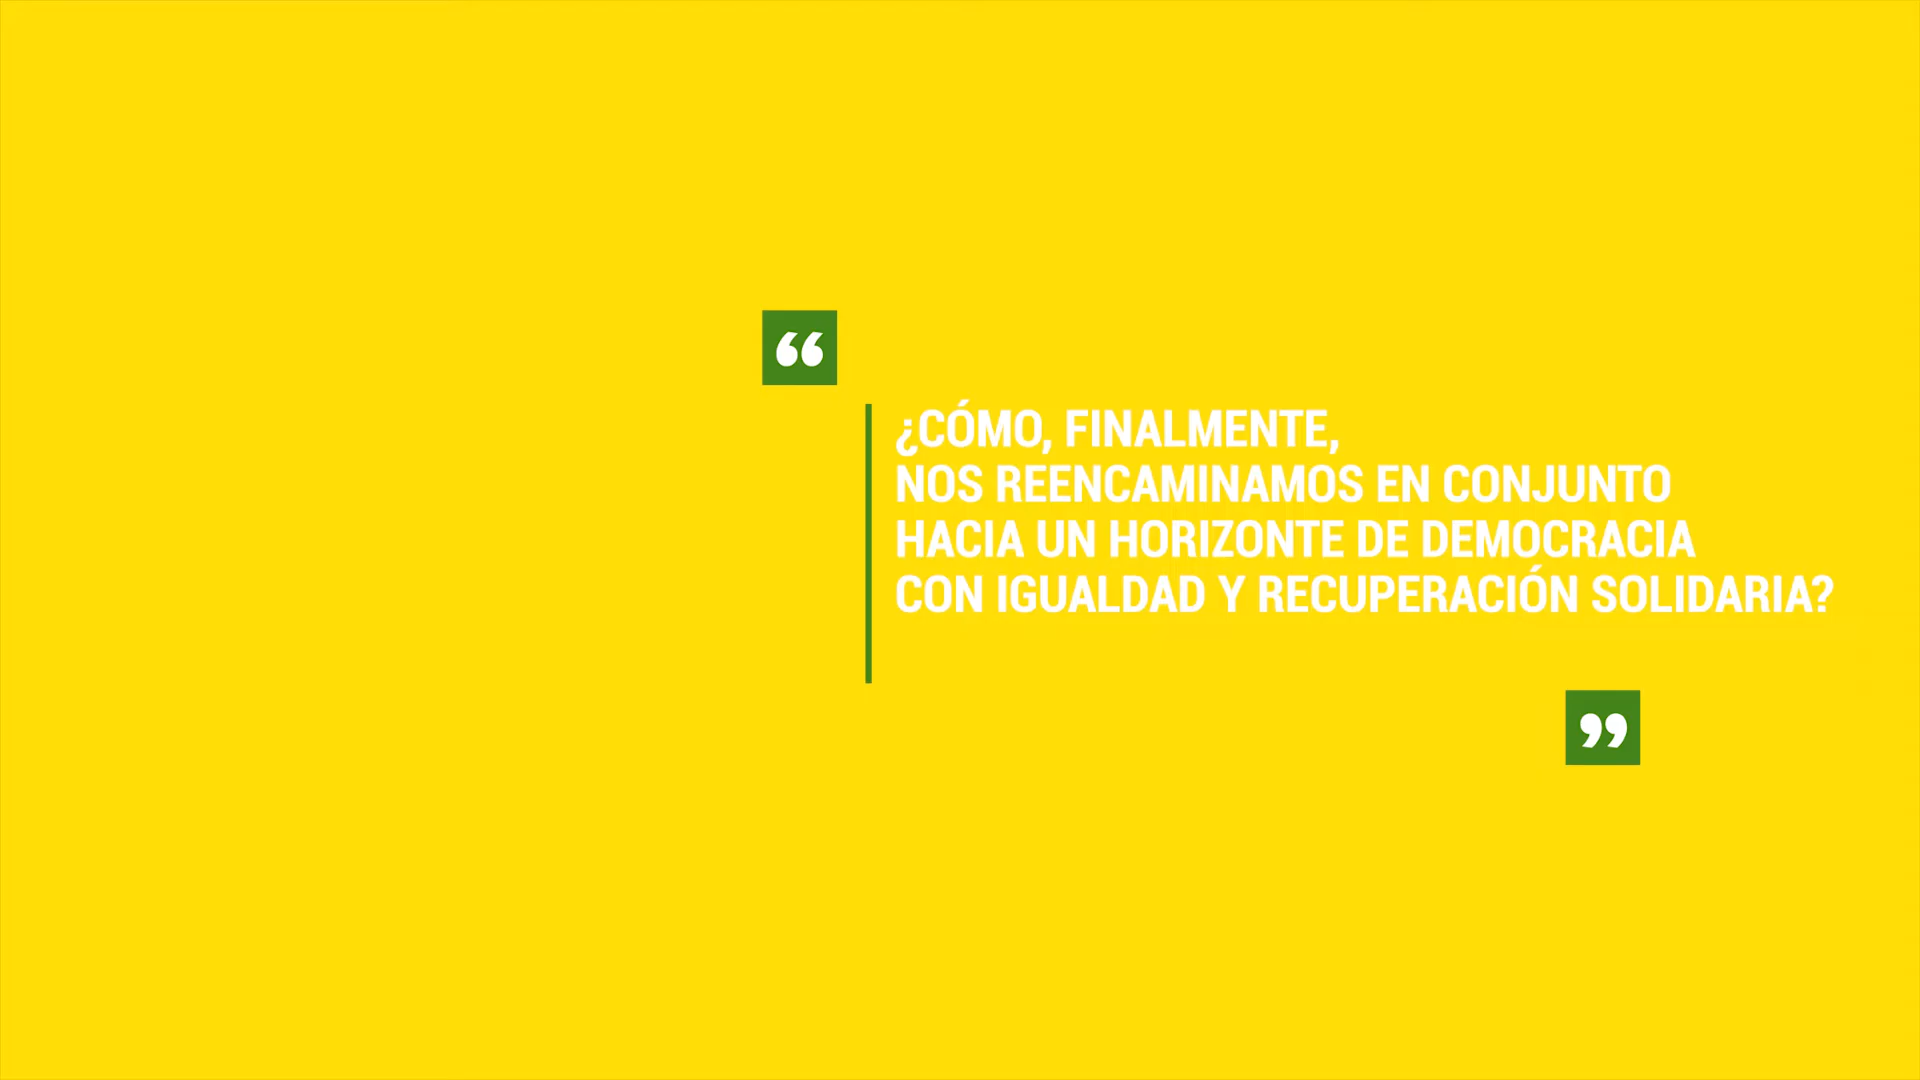 “
¿CÓMO, FINALMENTE,
NOS REENCAMINAMOS EN CONJUNTO
HACIA UN HORIZONTE DE DEMOCRACIA
CON IGUALDAD Y RECUPERACIÓN SOLIDARIA?
”